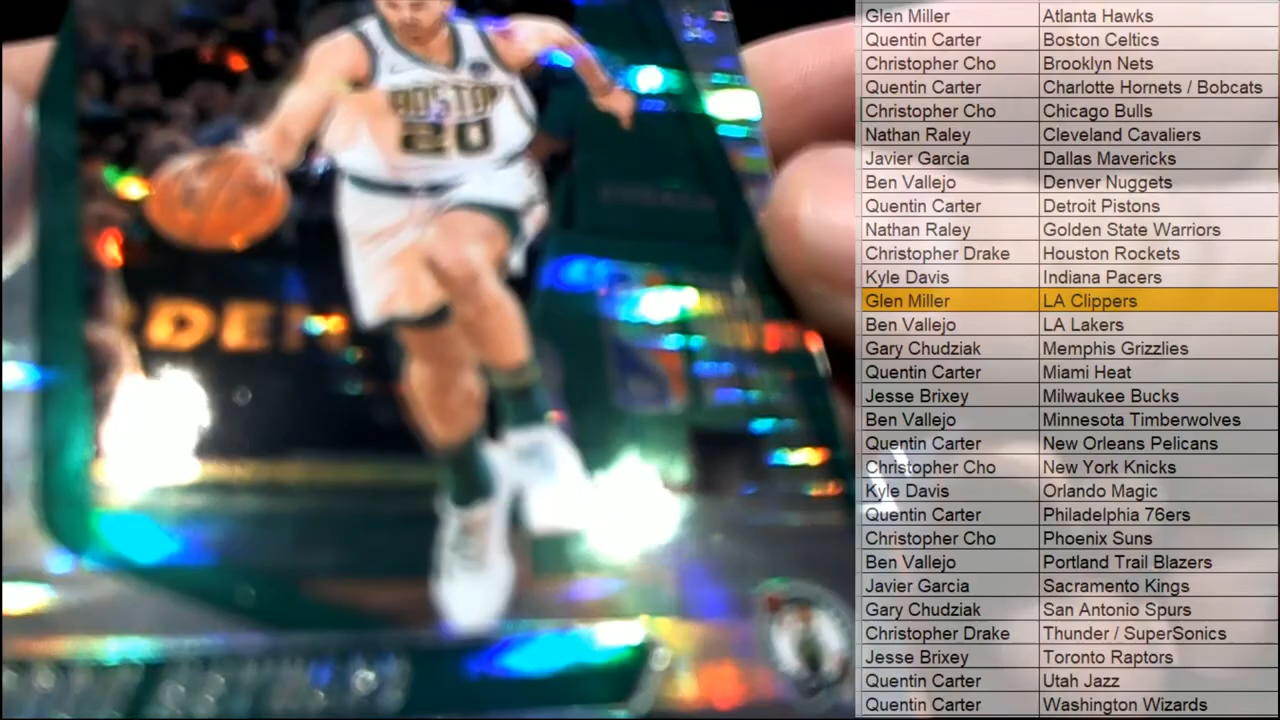 BOSTON
20
DEN
Glen Miller Atlanta Hawks
Quentin Carter Boston Celtics
Christopher Cho Brooklyn Nets
Quentin Carter Charlotte Hornets / Bobcats
Christopher Cho Chicago Bulls
Nathan Raley Cleveland Cavaliers
Javier Garcia Dallas Mavericks
Ben Vallejo Denver Nuggets
Quentin Carter Detroit Pistons
Nathan Raley Golden State Warriors
Christopher Drake Houston Rockets
Kyle Davis Indiana Pacers
Glen Miller LA Clippers
Ben Vallejo LA Lakers
Gary Chudziak Memphis Grizzlies
Quentin Carter Miami Heat
Jesse Brixey Milwaukee Bucks
Ben Vallejo Minnesota Timberwolves
Quentin Carter New Orleans Pelicans
Christopher Cho New York Knicks
Kyle Davis Orlando Magic
Quentin Carter Philadelphia 76ers
Christopher Cho Phoenix Suns
Ben Vallejo Portland Trail Blazers
Javier Garcia Sacramento Kings
Gary Chudziak San Antonio Spurs
Christopher Drake Thunder / SuperSonics
Jesse Brixey Toronto Raptors
Quentin Carter Utah Jazz
Quentin Carter Washington Wizards